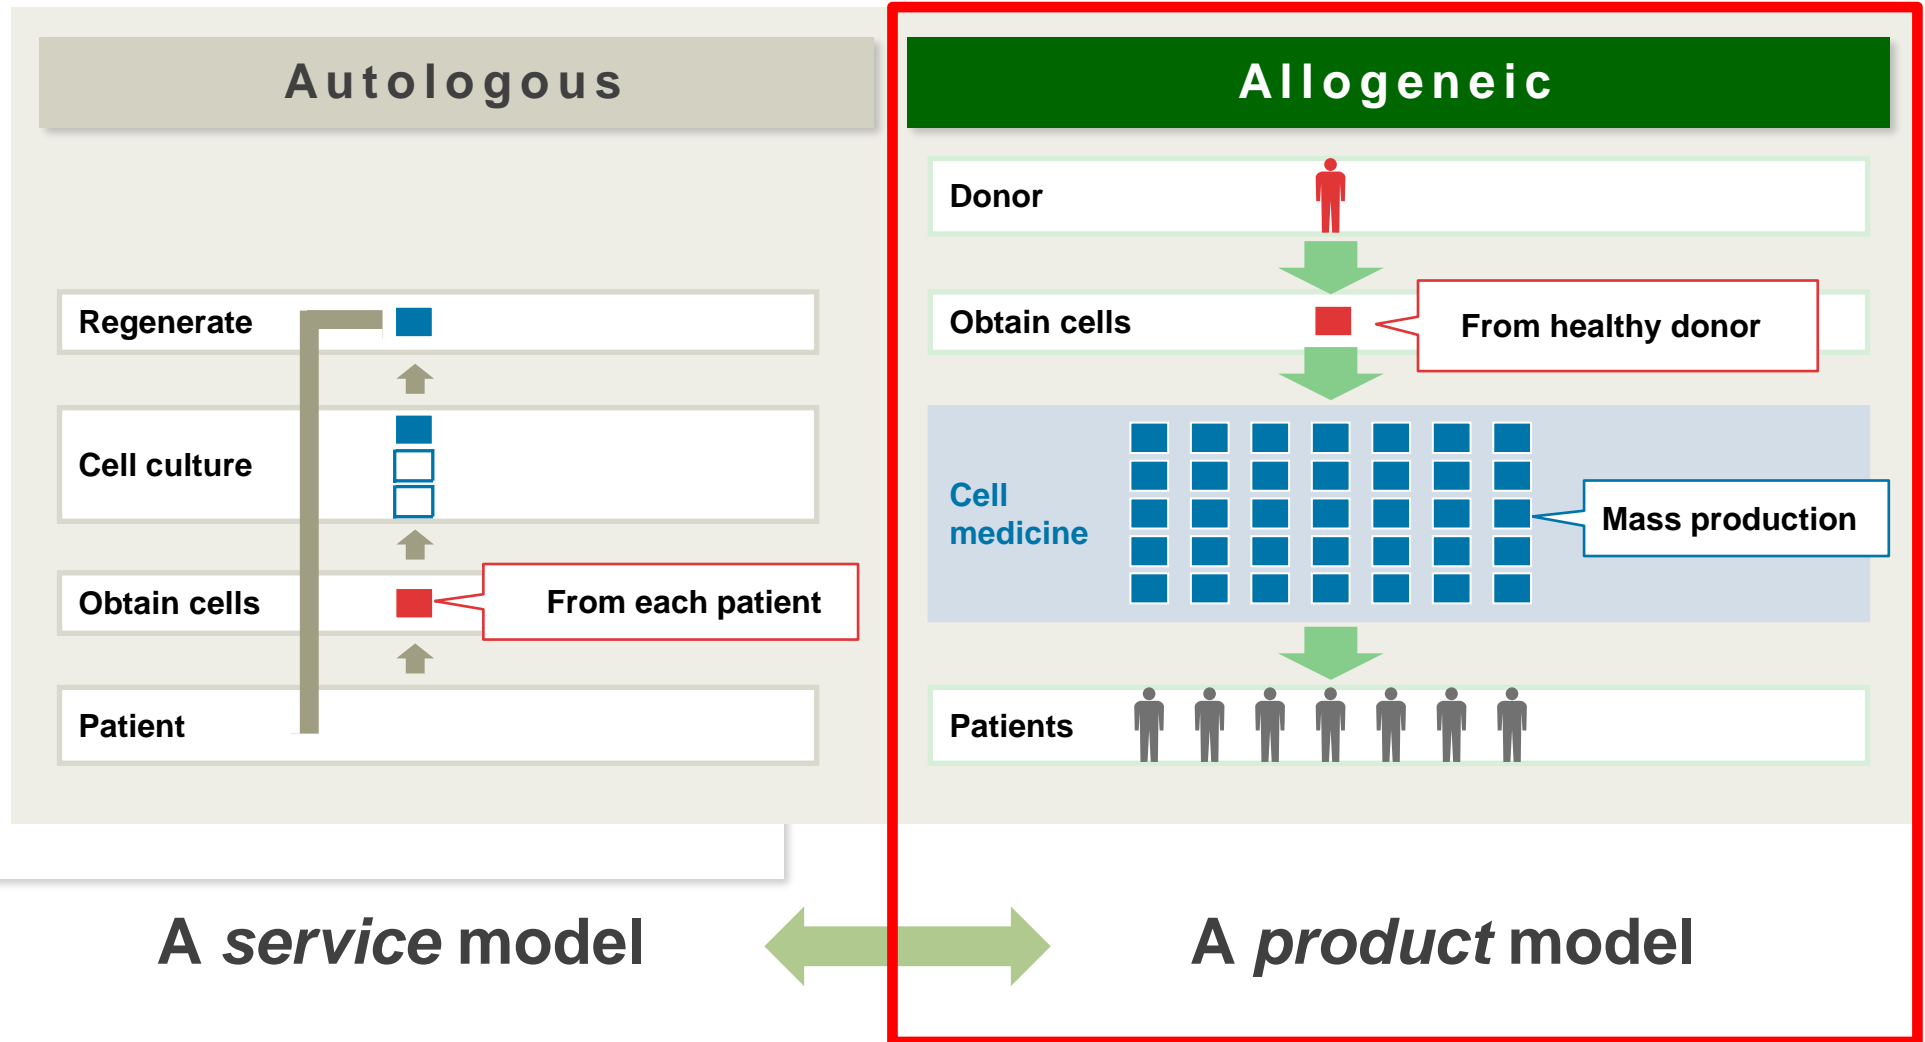 Autologous
Regenerate
Cell culture
Obtain cells
From each patient
Patient
A service model
Allogeneic
Donor
Obtain cells
From healthy donor
Cell
medicine
Mass production
Patients
A product model